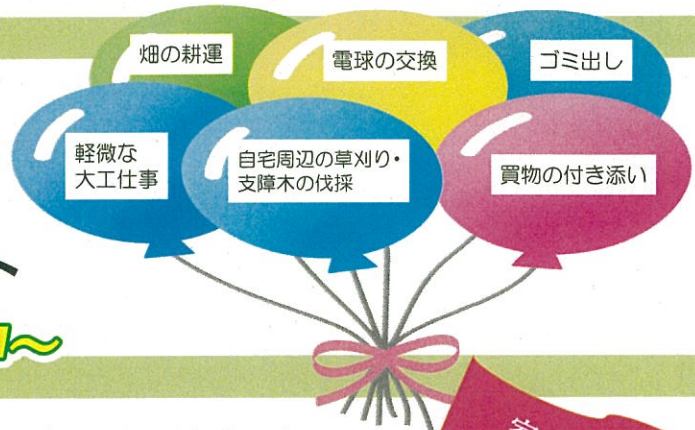 畑の耕運
電球の交換
ゴミ出し
軽微な
大工仕事
自宅周辺の草刈り・
支障木の伐採
買物の付き添い